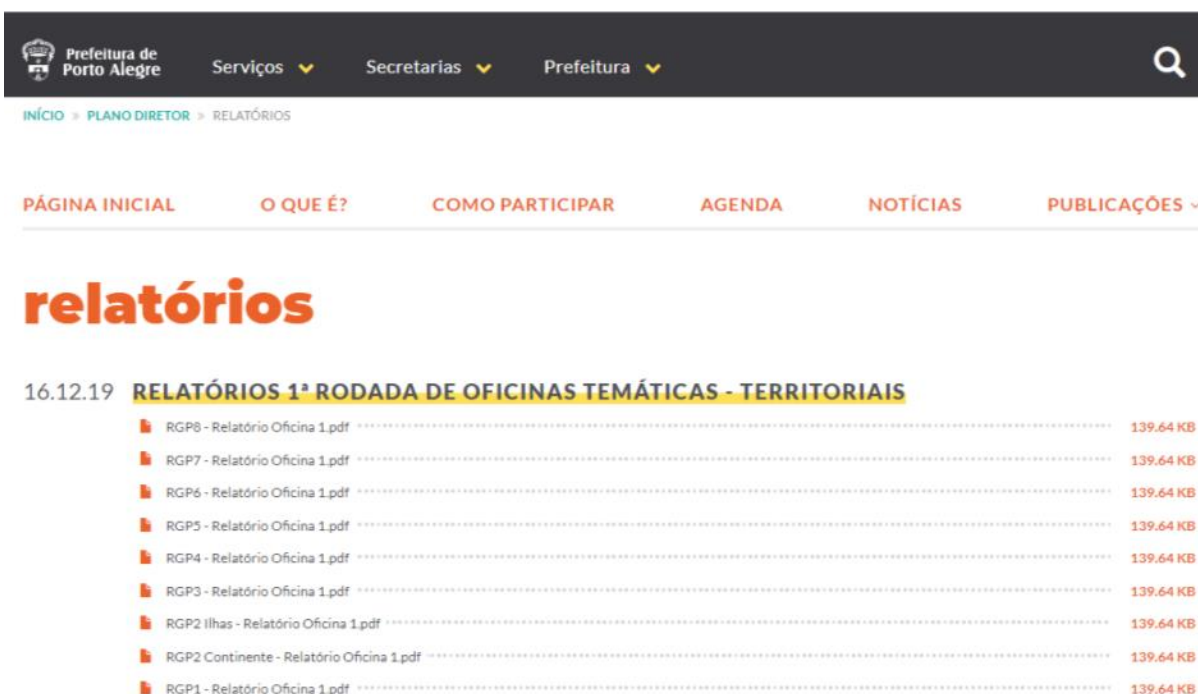 Prefeitura de
Porto Alegre
Serviços Secretarias Prefeitura
INÍCIO » PLANO DIRETOR » RELATÓRIOS
PÁGINA INICIAL O QUE É? COMO PARTICIPAR AGENDA NOTÍCIAS PUBLICAÇÕES
relatórios
16.12.19 RELATÓRIOS 1ª RODADA DE OFICINAS TEMÁTICAS - TERRITORIAIS
RGP8 - Relatório Oficina 1.pdf 139.64 KB
RGP7 - Relatório Oficina 1.pdf 139.64 KB
RGP6 - Relatório Oficina 1.pdf 139.64 KB
RGP5 - Relatório Oficina 1.pdf 139.64 KB
RGP4 - Relatório Oficina 1.pdf 139.64 KB
RGP3 - Relatório Oficina 1.pdf 139.64 KB
RGP2 Ilhas - Relatório Oficina 1.pdf 139.64 KB
RGP2 Continente - Relatório Oficina 1.pdf 139.64 KB
RGP1 - Relatório Oficina 1.pdf 139.64 KB